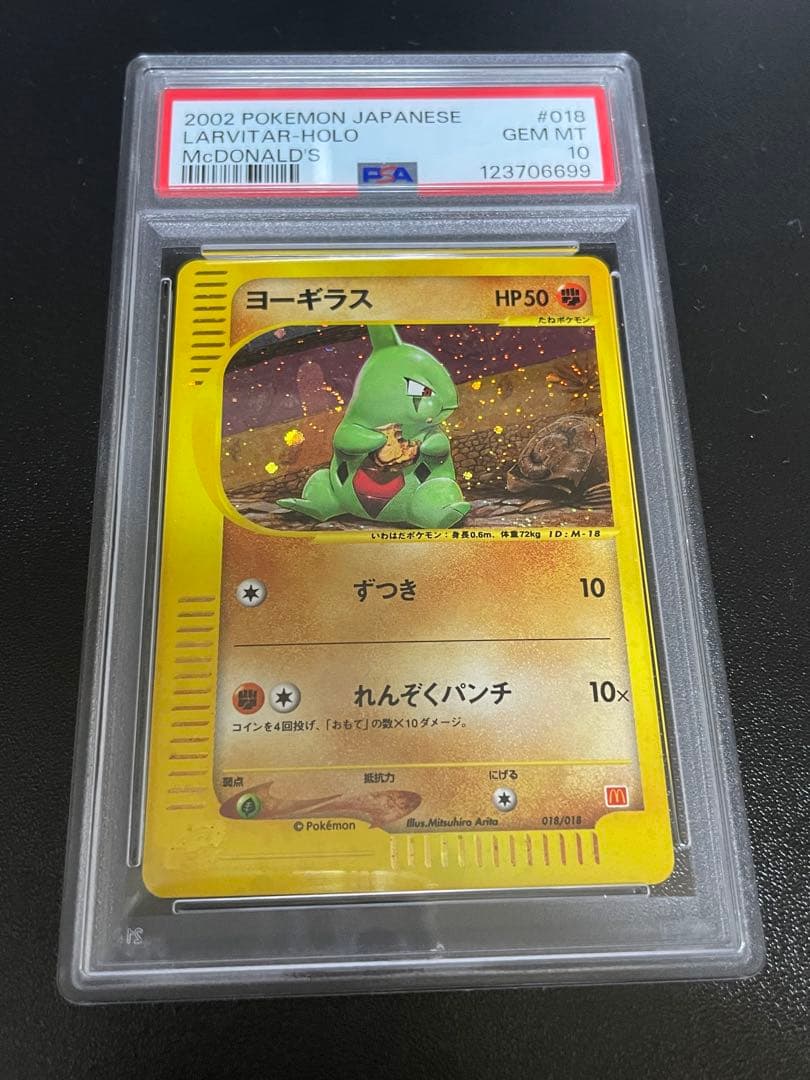 2002 POKEMON JAPANESE #018
LARVITAR-HOLO GEM MT
McDONALD'S 10
PSA 123706699
ヨーギラス HP50
たねポケモン
いわはだポケモン：身長0.6m、体重72kg ID:M-18
ずつき 10
れんぞくパンチ 10×
コインを4回投げ、「おもて」の数×10ダメージ。
弱点 抵抗力 にげる
© Pokémon Illus.Mitsuhiro Arita 018/018